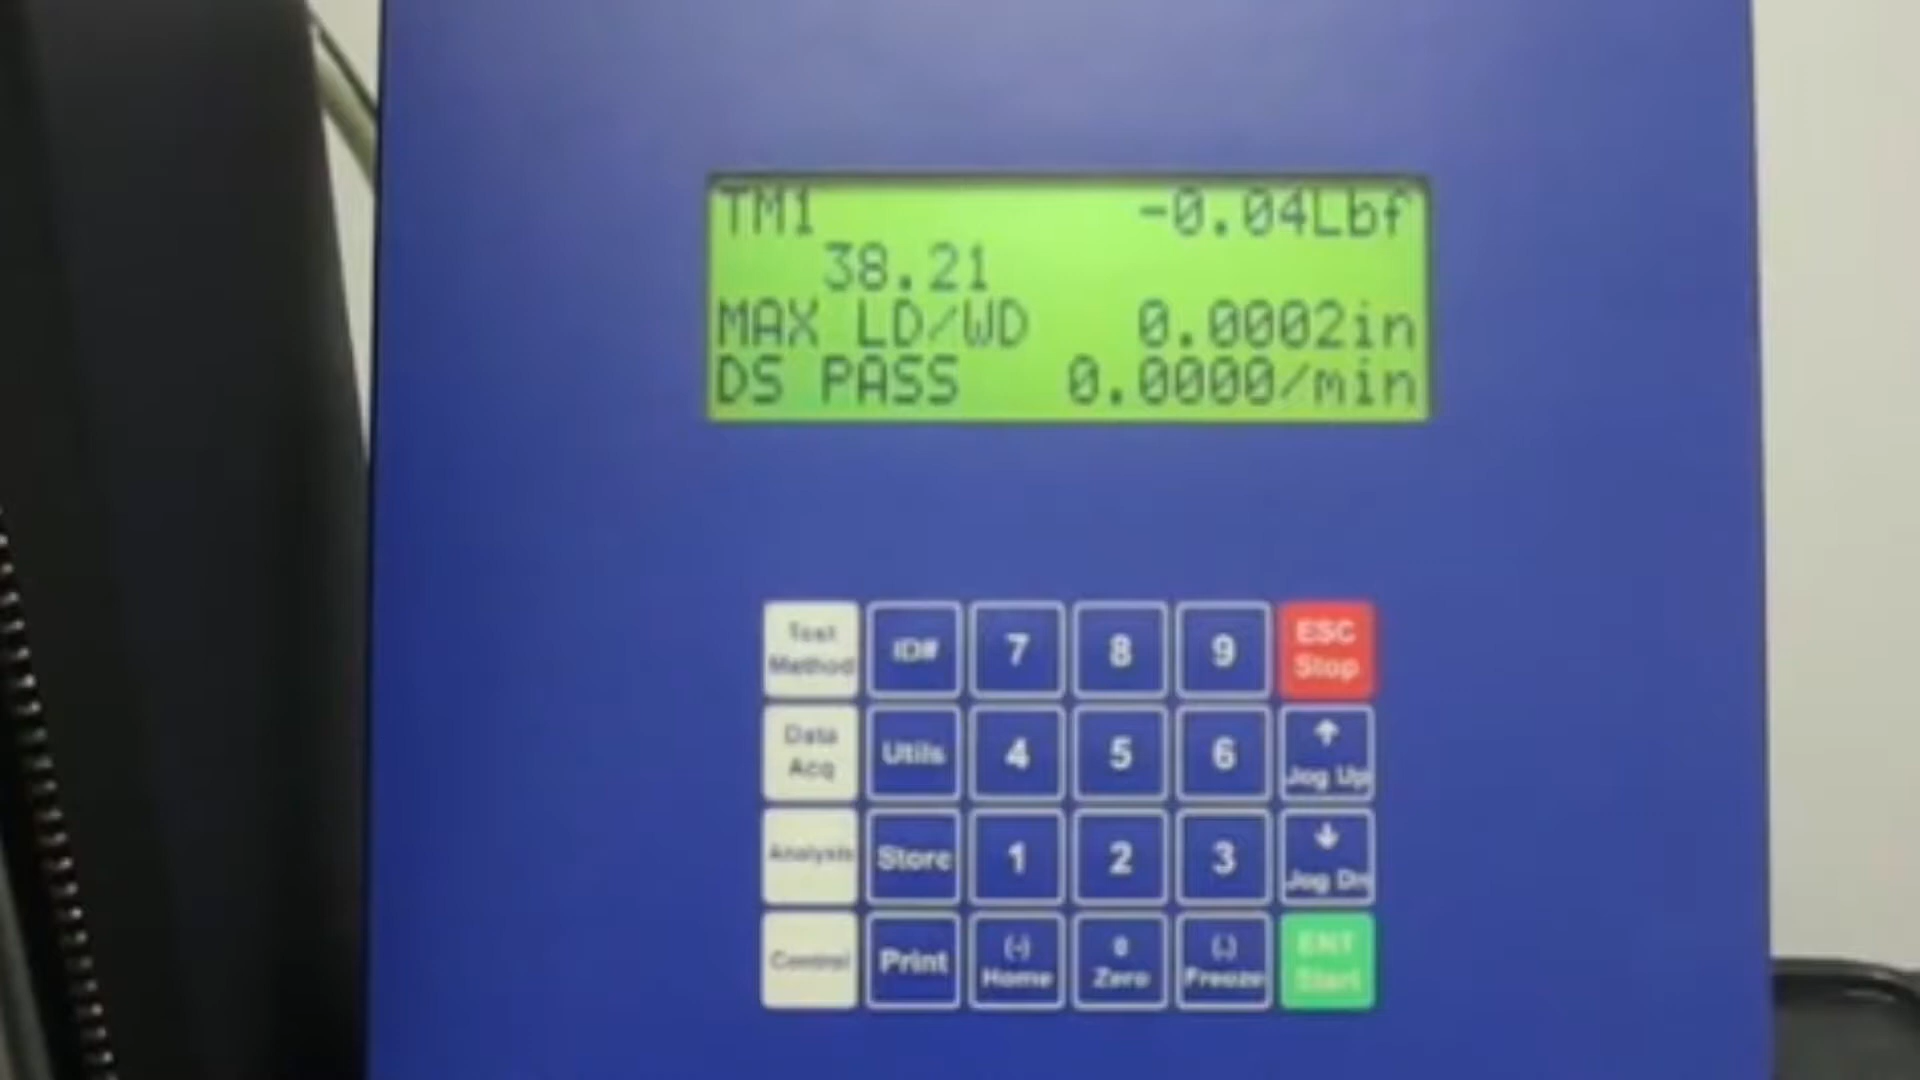 TM1 -0.04Lbf
38.21
MAX LD/WD 0.0002in
DS PASS 0.0000/min
Test Method
ID#
7
8
9
ESC Stop
Data Acq
Utils
4
5
6
Jog Up
Analysis
Store
1
2
3
Jog Dn
Control
Print
(-) Home
0 Zero
(.) Freeze
ENT Start